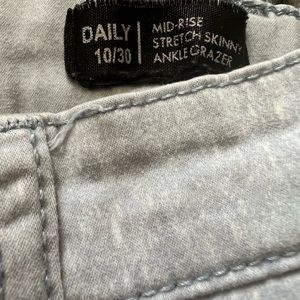 DAILY
10/30
MID-RISE
STRETCH SKINNY
ANKLE GRAZER